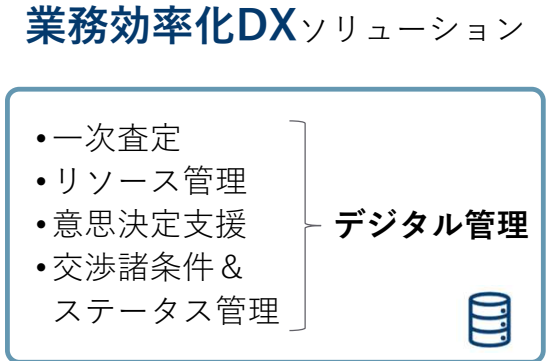 業務効率化DXソリューション
•一次査定
•リソース管理
•意思決定支援
•交渉諸条件＆
ステータス管理
デジタル管理